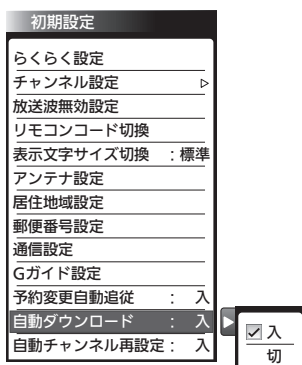 初期設定
らくらく設定
チャンネル設定
放送波無効設定
リモコンコード切換
表示文字サイズ切換 :標準
アンテナ設定
居住地域設定
郵便番号設定
通信設定
Gガイド設定
予約変更自動追従 : 入
自動ダウンロード : 入
自動チャンネル再設定: 入
入
切